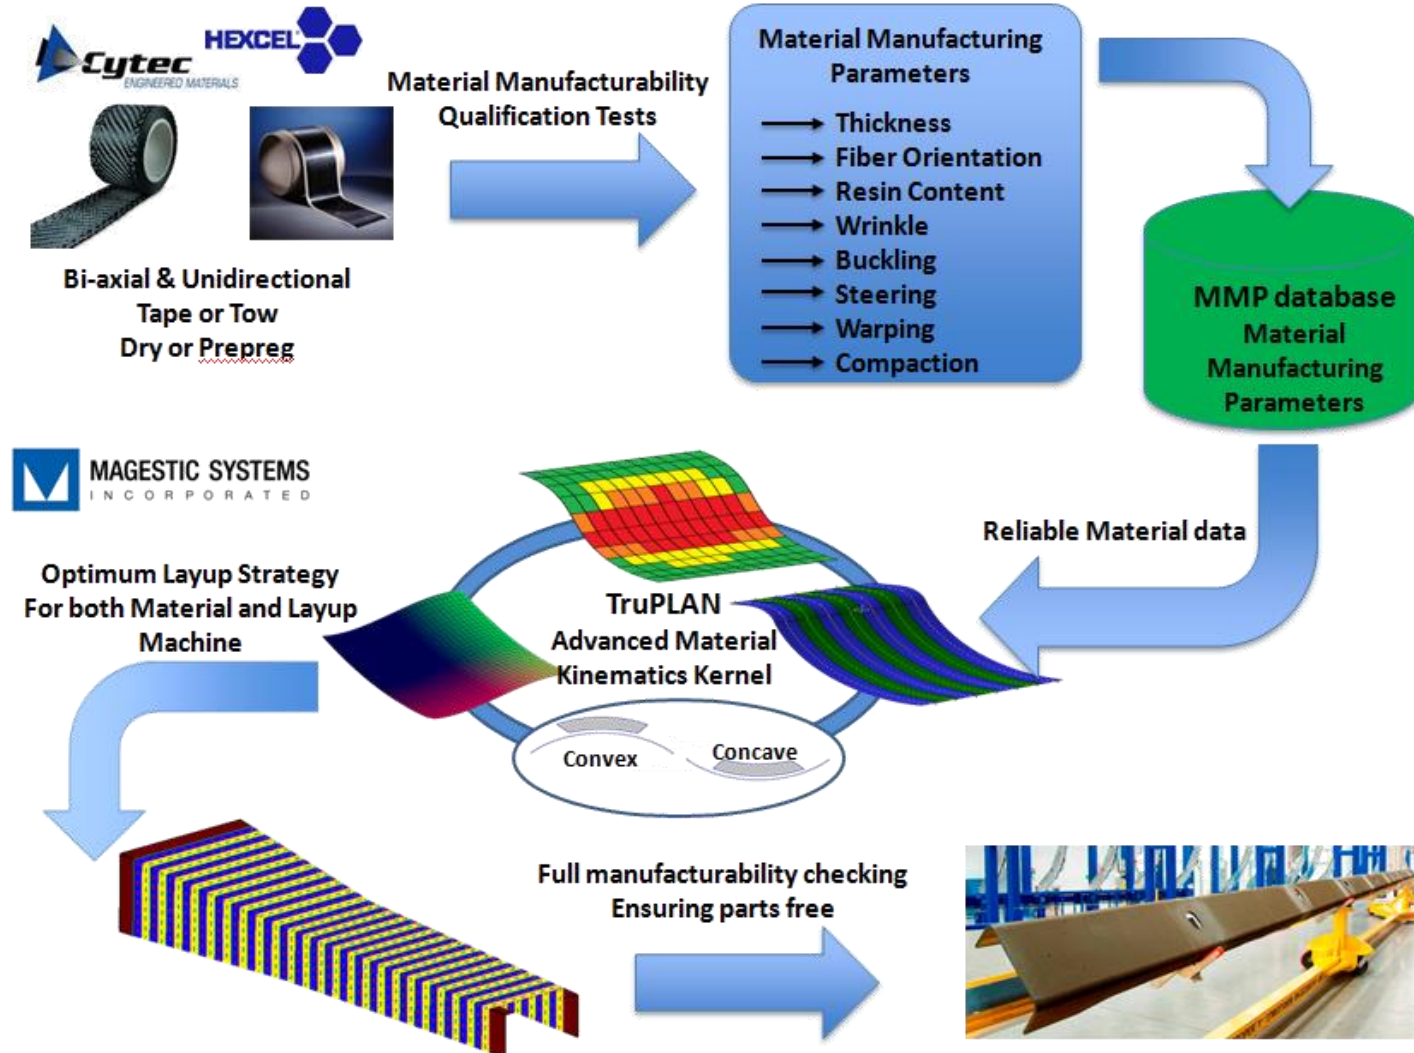 Cytec
ENGINEERED MATERIALS
HEXCEL
Material Manufacturability
Qualification Tests
Bi-axial & Unidirectional
Tape or Tow
Dry or Prepreg
Material Manufacturing
Parameters
Thickness
Fiber Orientation
Resin Content
Wrinkle
Buckling
Steering
Warping
Compaction
MMP database
Material
Manufacturing
Parameters
Reliable Material data
MAGESTIC SYSTEMS
INCORPORATED
Optimum Layup Strategy
For both Material and Layup
Machine
TruPLAN
Advanced Material
Kinematics Kernel
Convex
Concave
Full manufacturability checking
Ensuring parts free